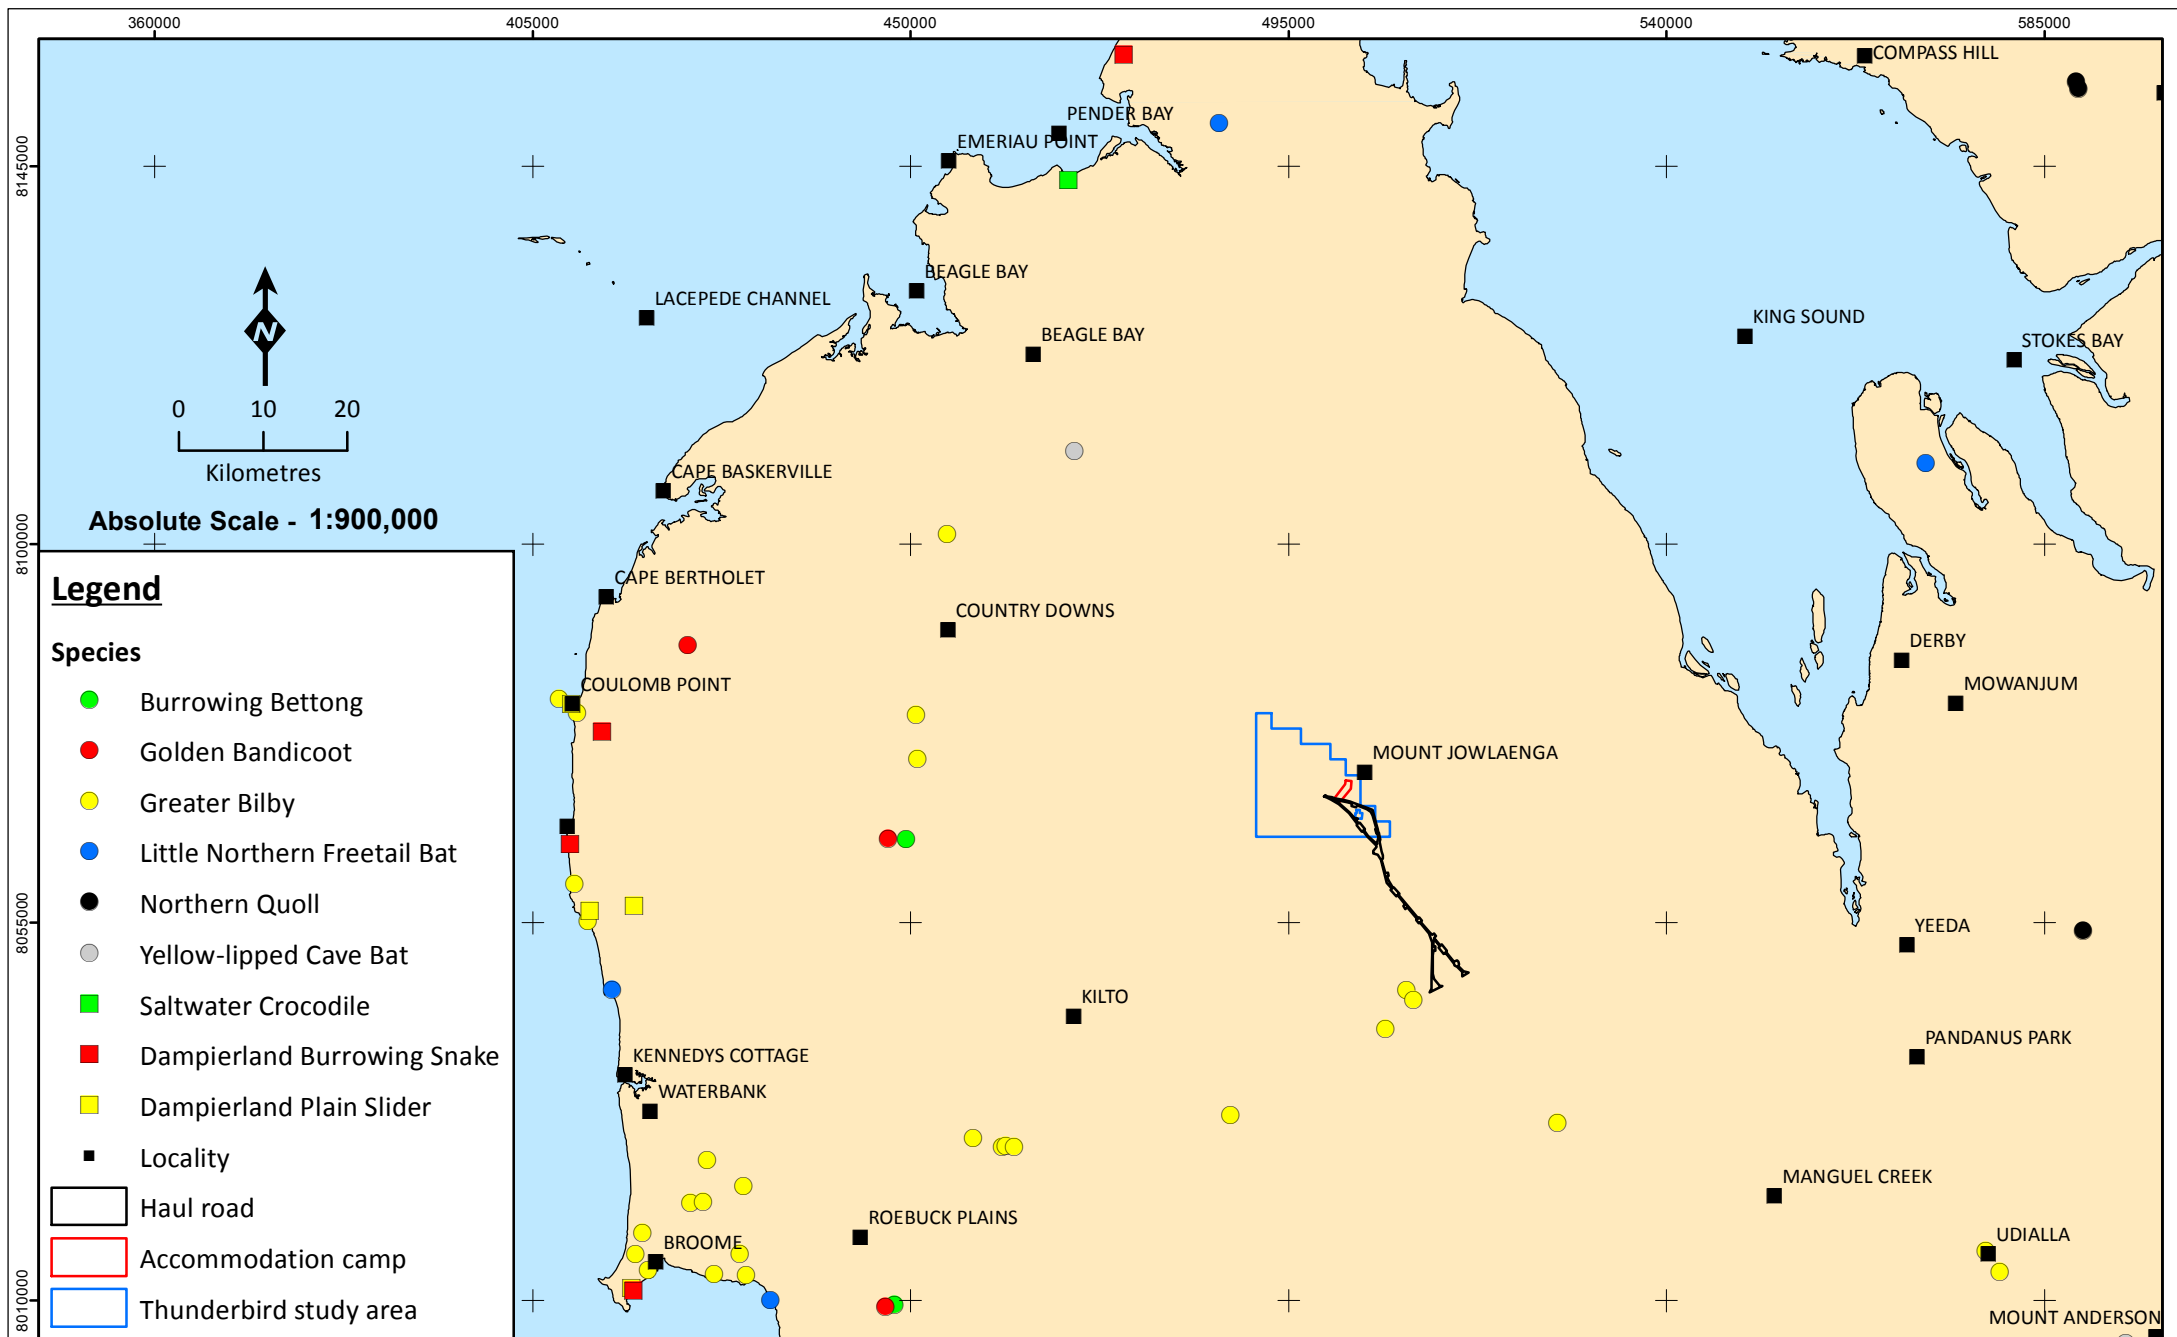 360000 405000 450000 495000 540000 585000
COMPASS HILL
PENDER BAY
EMERIAU POINT
8145000
BEAGLE BAY
LACEPEDE CHANNEL
KING SOUND
STOKES BAY
BEAGLE BAY
N
0 10 20
Kilometres
CAPE BASKERVILLE
Absolute Scale - 1:900,000
8100000
CAPE BERTHOLET
COUNTRY DOWNS
DERBY
COULOMB POINT
MOWANJUM
MOUNT JOWLAENGA
8055000
YEEDA
KILTO
PANDANUS PARK
KENNEDYS COTTAGE
WATERBANK
MANGUEL CREEK
ROEBUCK PLAINS
UDIALLA
BROOME
8010000
MOUNT ANDERSON
Legend
Species
Burrowing Bettong
Golden Bandicoot
Greater Bilby
Little Northern Freetail Bat
Northern Quoll
Yellow-lipped Cave Bat
Saltwater Crocodile
Dampierland Burrowing Snake
Dampierland Plain Slider
Locality
Haul road
Accommodation camp
Thunderbird study area